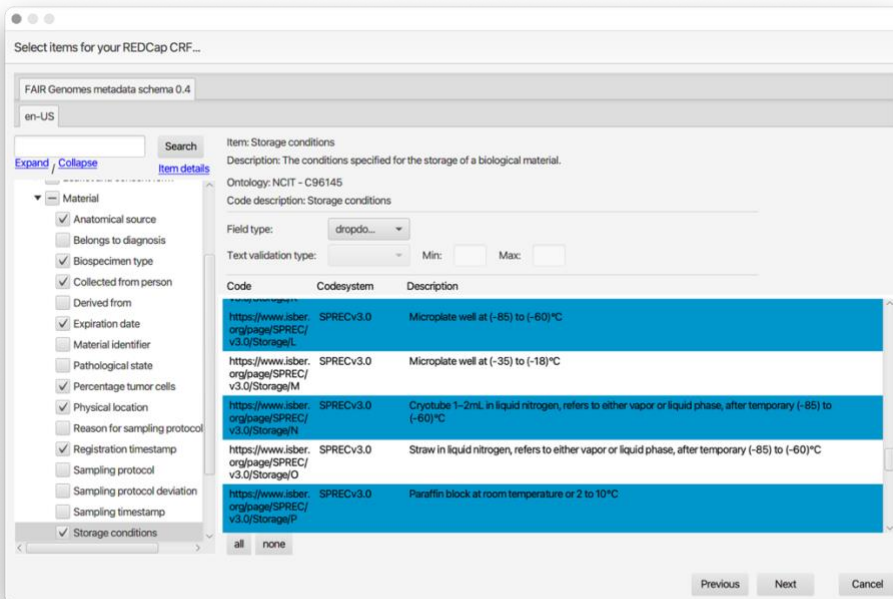 Select items for your REDCap CRF...
FAIR Genomes metadata schema 0.4
en-US
Search
Expand / Collapse
Item details
Material
Anatomical source
Belongs to diagnosis
Biospecimen type
Collected from person
Derived from
Expiration date
Material identifier
Pathological state
Percentage tumor cells
Physical location
Reason for sampling protocol
Registration timestamp
Sampling protocol
Sampling protocol deviation
Sampling timestamp
Storage conditions
Item: Storage conditions
Description: The conditions specified for the storage of a biological material.
Ontology: NCIT - C96145
Code description: Storage conditions
Field type: dropdo...
Text validation type: Min: Max:
Code Codesystem Description
https://www.isber. SPRECv3.0 Microplate well at (-85) to (-60)°C
org/page/SPREC/
v3.0/Storage/L
https://www.isber. SPRECv3.0 Microplate well at (-35) to (-18)°C
org/page/SPREC/
v3.0/Storage/M
https://www.isber. SPRECv3.0 Cryotube 1–2mL in liquid nitrogen, refers to either vapor or liquid phase, after temporary (-85) to
org/page/SPREC/ (-60)°C
v3.0/Storage/N
https://www.isber. SPRECv3.0 Straw in liquid nitrogen, refers to either vapor or liquid phase, after temporary (-85) to (-60)°C
org/page/SPREC/
v3.0/Storage/O
https://www.isber. SPRECv3.0 Paraffin block at room temperature or 2 to 10°C
org/page/SPREC/
v3.0/Storage/P
all none
Previous Next Cancel